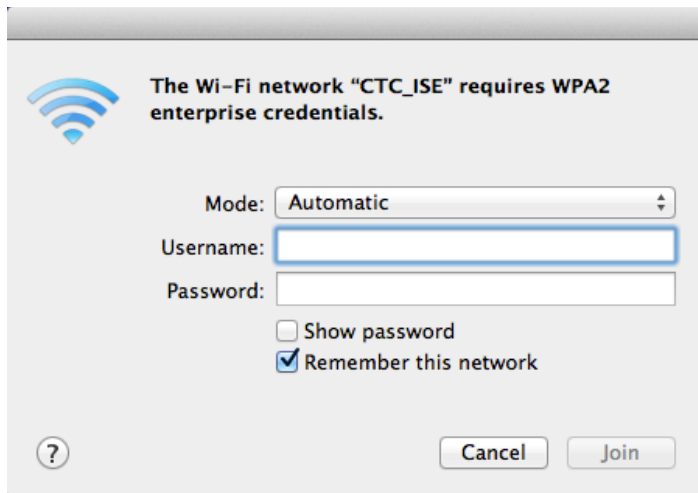 The Wi-Fi network “CTC_ISE” requires WPA2
enterprise credentials.
Mode: Automatic
Username:
Password:
Show password
Remember this network
? Cancel Join